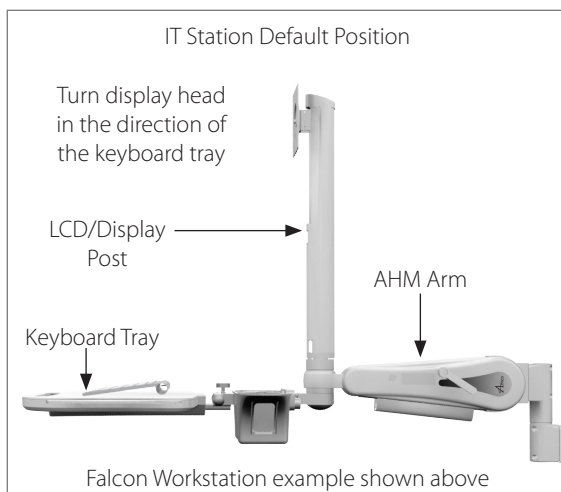 IT Station Default Position
Turn display head
in the direction of
the keyboard tray
LCD/Display
Post
AHM Arm
Keyboard Tray
Falcon Workstation example shown above